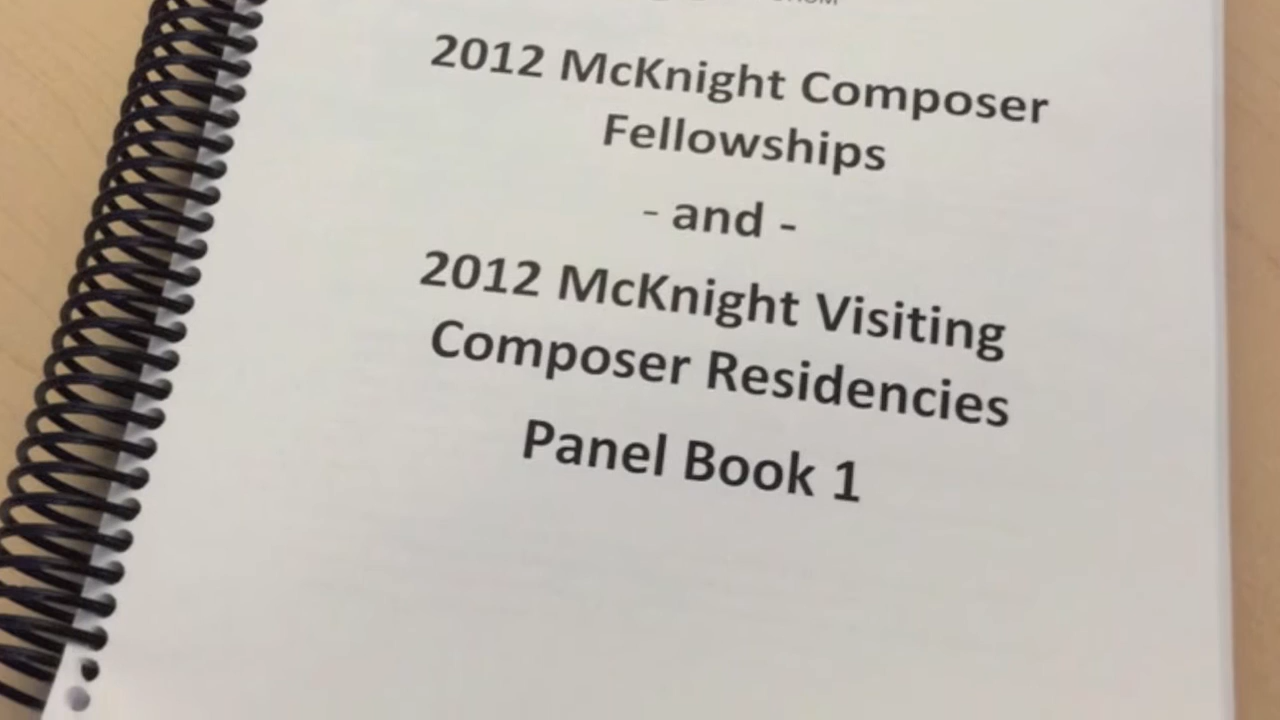 2012 McKnight Composer
Fellowships
- and -
2012 McKnight Visiting
Composer Residencies
Panel Book 1